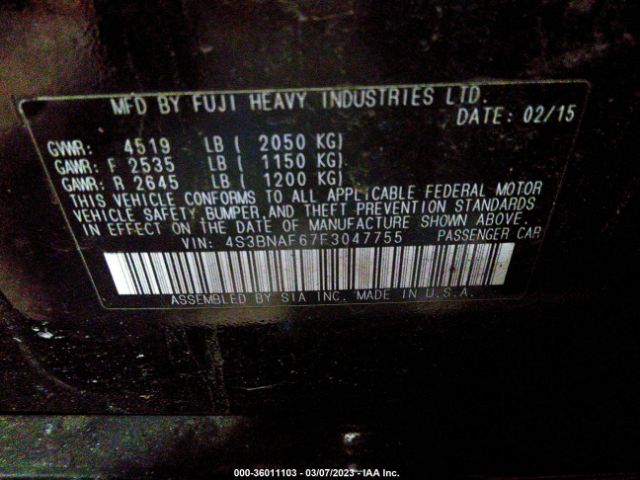 MFD BY FUJI HEAVY INDUSTRIES LTD.
DATE: 02/15
GVWR: 4519 LB ( 2050 KG)
GAWR: F 2535 LB ( 1150 KG)
GAWR: R 2645 LB ( 1200 KG)
THIS VEHICLE CONFORMS TO ALL APPLICABLE FEDERAL MOTOR
VEHICLE SAFETY, BUMPER, AND THEFT PREVENTION STANDARDS
IN EFFECT ON THE DATE OF MANUFACTURE SHOWN ABOVE.
VIN: 4S3BNAF67F3047755 PASSENGER CAR
ASSEMBLED BY SIA INC. MADE IN U.S.A.
000-36011103 - 03/07/2023 - IAA Inc.